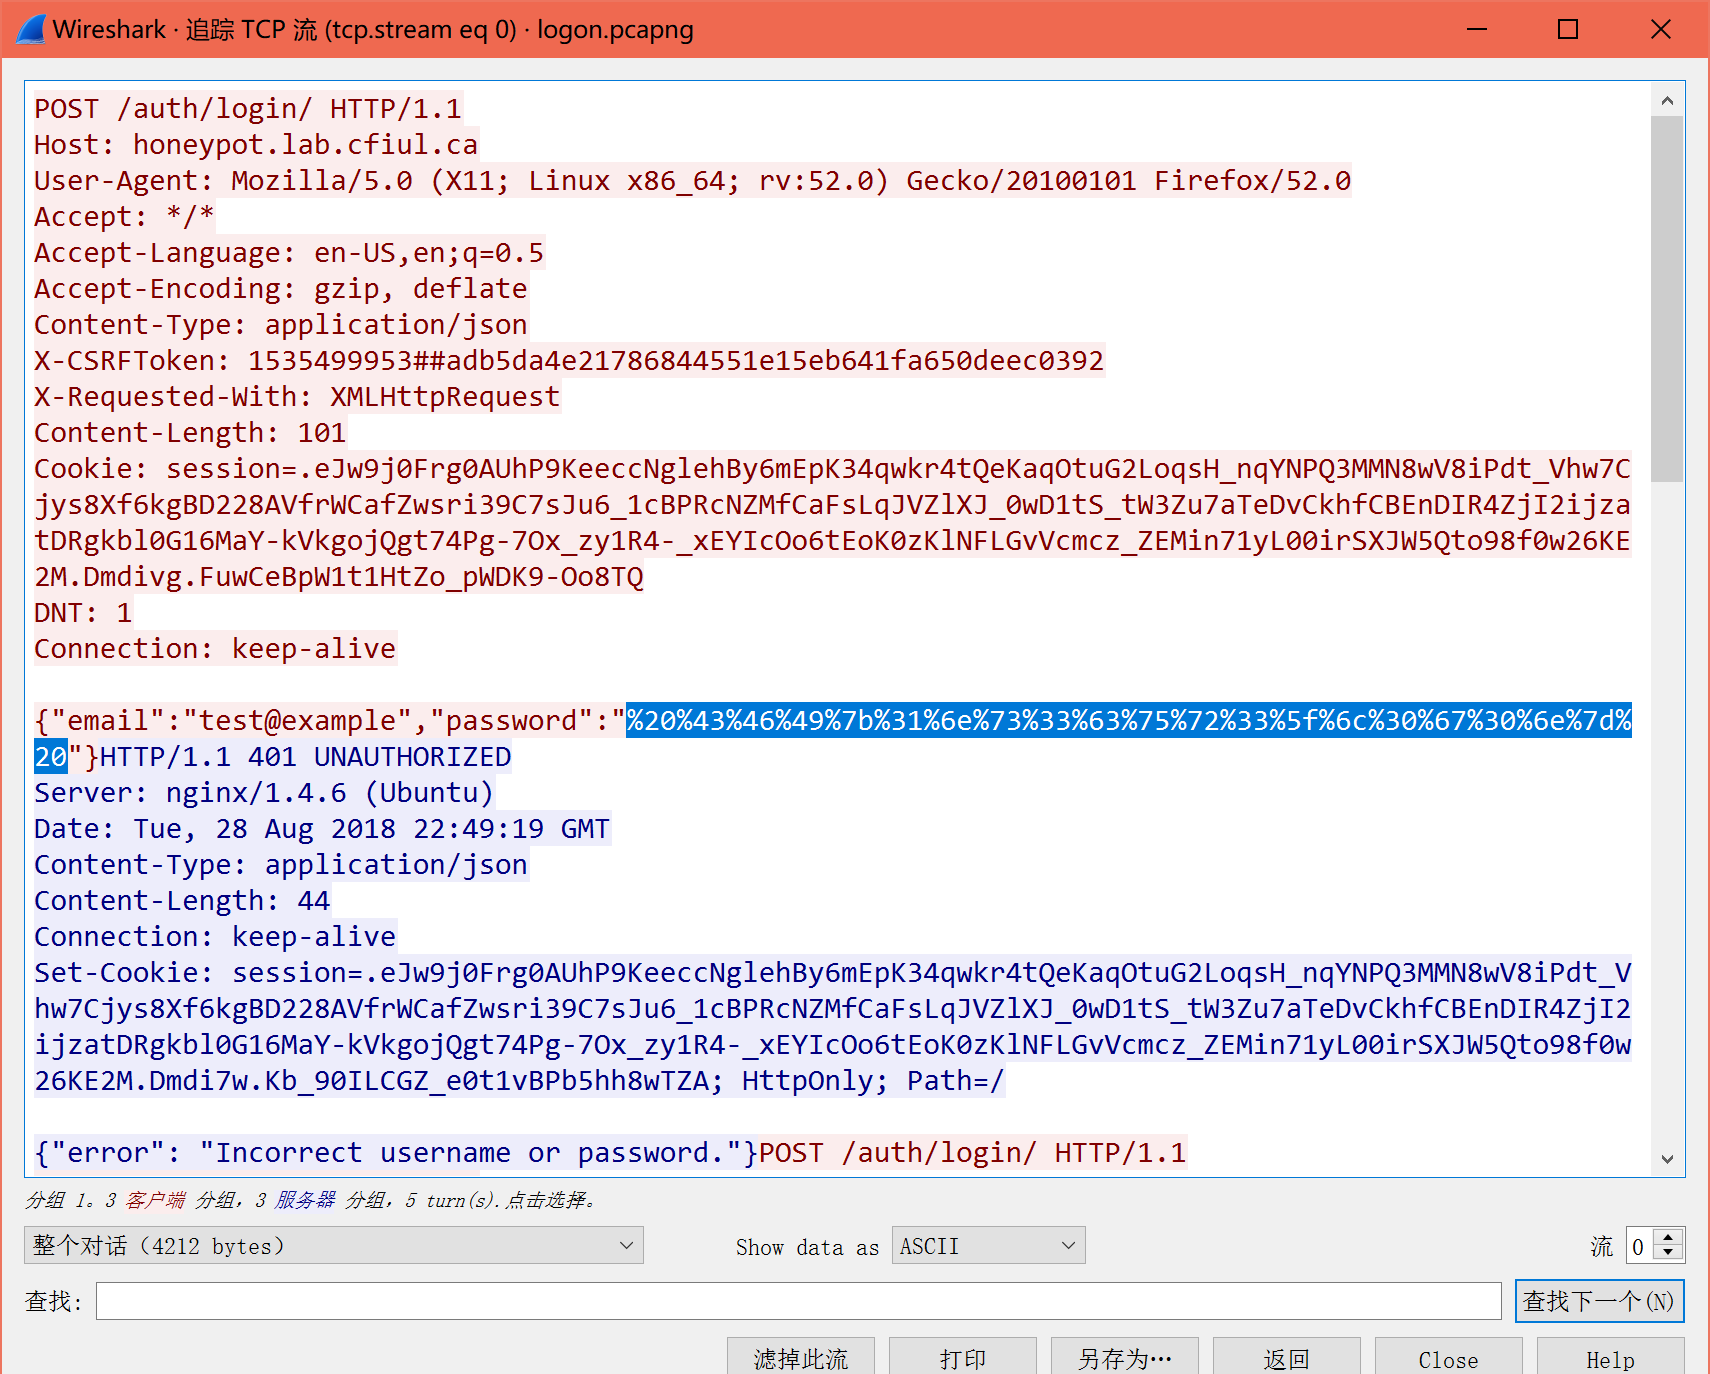 Wireshark · 追踪 TCP 流 (tcp.stream eq 0) · logon.pcapng
POST /auth/login/ HTTP/1.1
Host: honeypot.lab.cfiul.ca
User-Agent: Mozilla/5.0 (X11; Linux x86_64; rv:52.0) Gecko/20100101 Firefox/52.0
Accept: */*
Accept-Language: en-US,en;q=0.5
Accept-Encoding: gzip, deflate
Content-Type: application/json
X-CSRFToken: 1535499953##adb5da4e21786844551e15eb641fa650deec0392
X-Requested-With: XMLHttpRequest
Content-Length: 101
Cookie: session=.eJw9j0Frg0AUhP9KeeccNglehBy6mEpK34qwkr4tQeKaqOtuG2LoqsH_nqYNPQ3MMN8wV8iPdt_Vhw7C
jys8Xf6kgBD228AVfrWCafZwsri39C7sJu6_1cBPRcNZMfCaFsLqJVZlXJ_0wD1tS_tW3Zu7aTeDvCkhfCBEnDIR4ZjI2ijza
tDRgkbl0G16MaY-kVkgojQgt74Pg-7Ox_zy1R4-_xEYIcOo6tEoK0zKlNFLGvVcmcz_ZEMin71yL00irSXJW5Qto98f0w26KE
2M.Dmdivg.FuwCeBpW1t1HtZo_pWDK9-Oo8TQ
DNT: 1
Connection: keep-alive
{"email":"test@example","password":"%20%43%46%49%7b%31%6e%73%33%63%75%72%33%5f%6c%30%67%30%6e%7d%
20"}HTTP/1.1 401 UNAUTHORIZED
Server: nginx/1.4.6 (Ubuntu)
Date: Tue, 28 Aug 2018 22:49:19 GMT
Content-Type: application/json
Content-Length: 44
Connection: keep-alive
Set-Cookie: session=.eJw9j0Frg0AUhP9KeeccNglehBy6mEpK34qwkr4tQeKaqOtuG2LoqsH_nqYNPQ3MMN8wV8iPdt_V
hw7Cjys8Xf6kgBD228AVfrWCafZwsri39C7sJu6_1cBPRcNZMfCaFsLqJVZlXJ_0wD1tS_tW3Zu7aTeDvCkhfCBEnDIR4ZjI2
ijzatDRgkbl0G16MaY-kVkgojQgt74Pg-7Ox_zy1R4-_xEYIcOo6tEoK0zKlNFLGvVcmcz_ZEMin71yL00irSXJW5Qto98f0w
26KE2M.Dmdi7w.Kb_90ILCGZ_e0t1vBPb5hh8wTZA; HttpOnly; Path=/
{"error": "Incorrect username or password."}POST /auth/login/ HTTP/1.1
分组 1。3 客户端 分组, 3 服务器 分组, 5 turn(s).点击选择。
整个对话（4212 bytes） Show data as ASCII 流 0
查找: 查找下一个(N)
滤掉此流 打印 另存为… 返回 Close Help